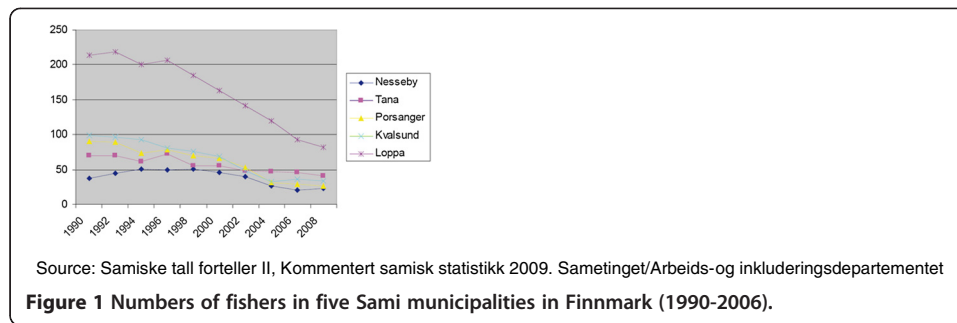 250
200
150
100
50
0
1990
1992
1994
1996
1998
2000
2002
2004
2006
2008
Nesseby
Tana
Porsanger
Kvalsund
Loppa
Source: Samiske tall forteller II, Kommentert samisk statistikk 2009. Sametinget/Arbeids-og inkluderingsdepartementet
Figure 1 Numbers of fishers in five Sami municipalities in Finnmark (1990-2006).